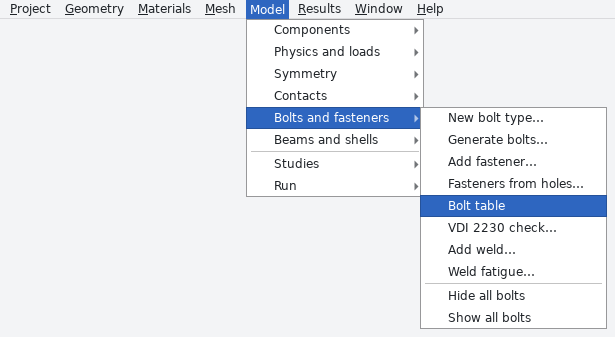 Project Geometry Materials Mesh Model Results Window Help
Components
Physics and loads
Symmetry
Contacts
Bolts and fasteners
Beams and shells
Studies
Run
New bolt type...
Generate bolts...
Add fastener...
Fasteners from holes...
Bolt table
VDI 2230 check...
Add weld...
Weld fatigue...
Hide all bolts
Show all bolts